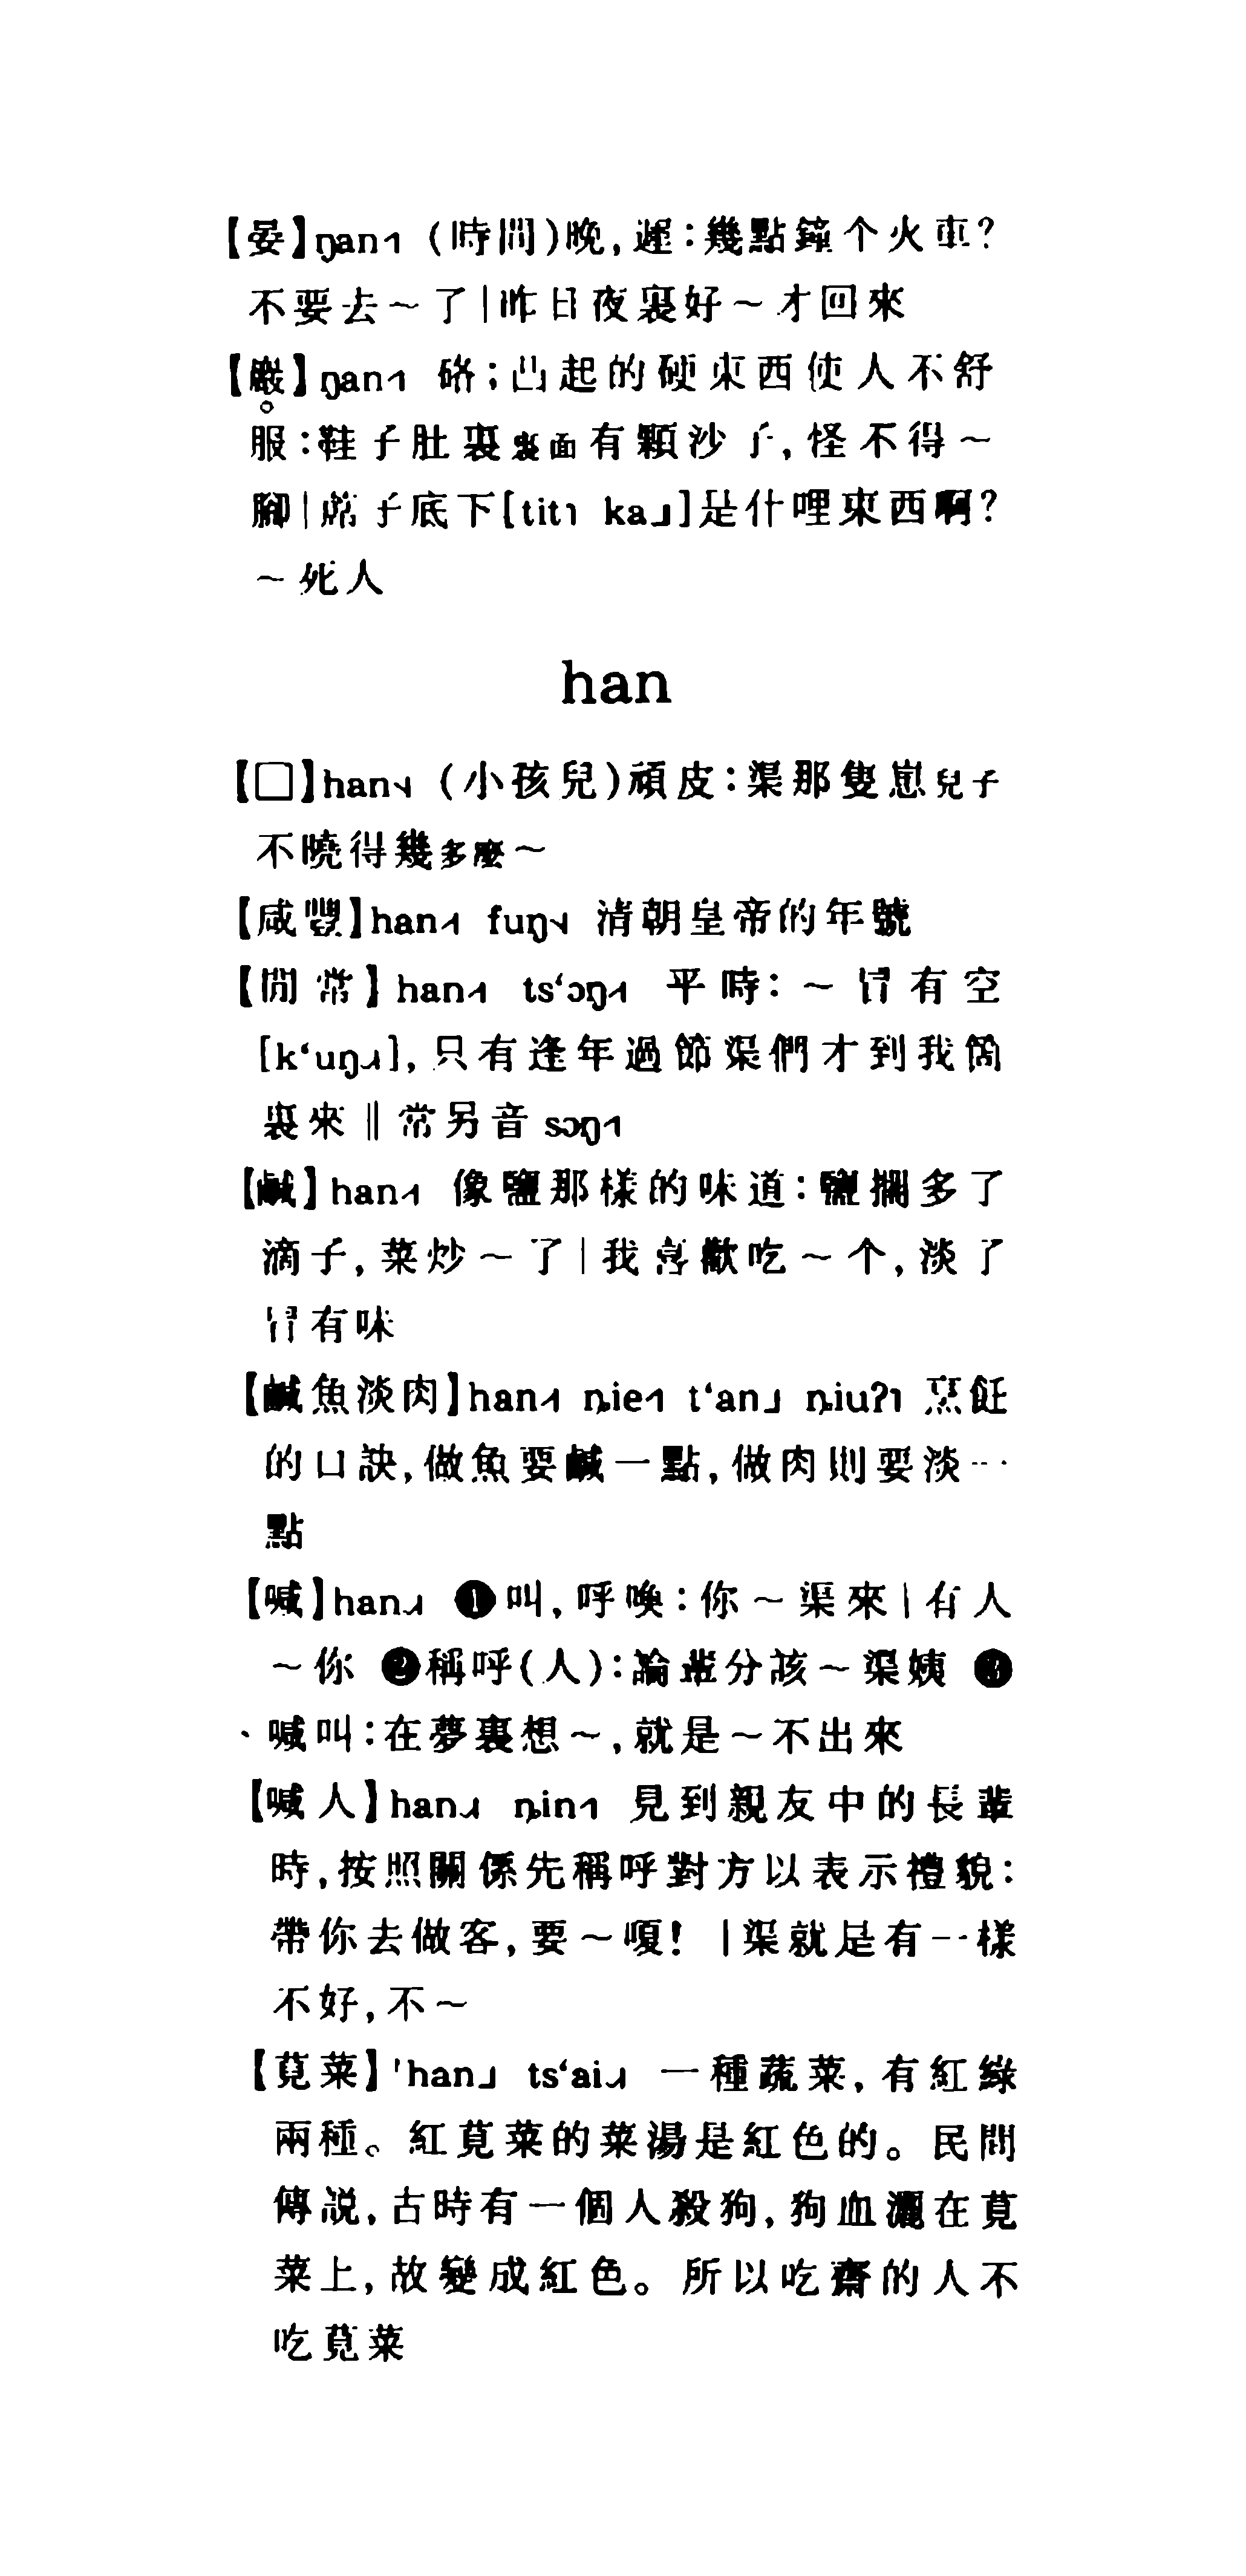 【晏】ŋan˧ (時間)晚,遲:幾點鐘个火車?
不要去～了|昨日夜裏好～才回來
【巖】ŋan˧ 硌;凸起的硬東西使人不舒
服:鞋子肚裏裏面有顆沙子,怪不得～
腳|蓆子底下[tit˥ ka˩]是什哩東西啊?
～死人
han
【□】han (小孩兒)頑皮:渠那隻崽兒子
不曉得幾多麼～
【咸豐】han fuŋ 清朝皇帝的年號
【閒常】han ts‘ɔŋ 平時:～冇有空
[k‘uŋ],只有逢年過節渠們才到我箇
裏來‖常另音 sɔŋ
【鹹】han 像鹽那樣的味道:鹽擱多了
滴子,菜炒～了|我喜歡吃～个,淡了
冇有味
【鹹魚淡肉】han ȵie t‘an˩ ȵiuʔ˥ 烹飪
的口訣,做魚要鹹一點,做肉則要淡一
點
【喊】han ❶叫,呼喚:你～渠來|有人
～你 ❷稱呼(人):論輩分該～渠姨 ❸
喊叫:在夢裏想～,就是～不出來
【喊人】han ȵin 見到親友中的長輩
時,按照關係先稱呼對方以表示禮貌:
帶你去做客,要～嗄! |渠就是有一樣
不好,不～
【莧菜】'han˩ ts‘ai 一種蔬菜,有紅綠
兩種。紅莧菜的菜湯是紅色的。民間
傳説,古時有一個人殺狗,狗血灑在莧
菜上,故變成紅色。所以吃齋的人不
吃莧菜